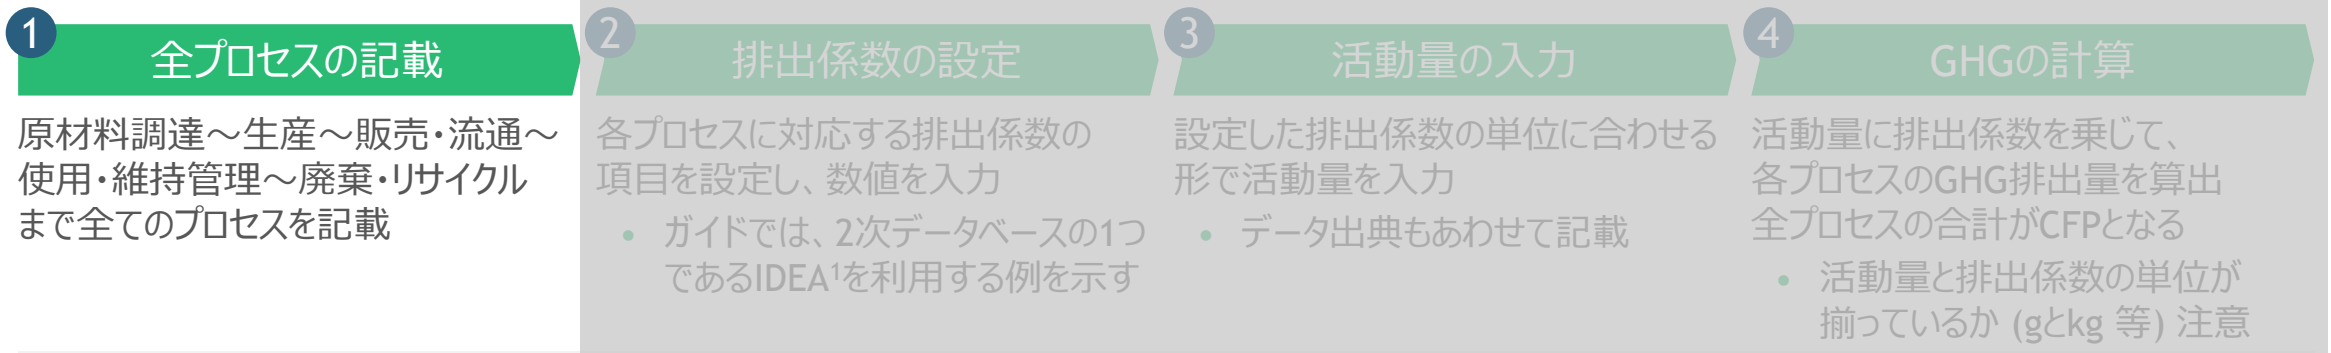 1
全プロセスの記載
原材料調達～生産～販売・流通～
使用・維持管理～廃棄・リサイクル
まで全てのプロセスを記載
2
排出係数の設定
各プロセスに対応する排出係数の
項目を設定し、数値を入力
• ガイドでは、2次データベースの1つ
であるIDEA¹を利用する例を示す
3
活動量の入力
設定した排出係数の単位に合わせる
形で活動量を入力
• データ出典もあわせて記載
4
GHGの計算
活動量に排出係数を乗じて、
各プロセスのGHG排出量を算出
全プロセスの合計がCFPとなる
• 活動量と排出係数の単位が
揃っているか (gとkg 等) 注意